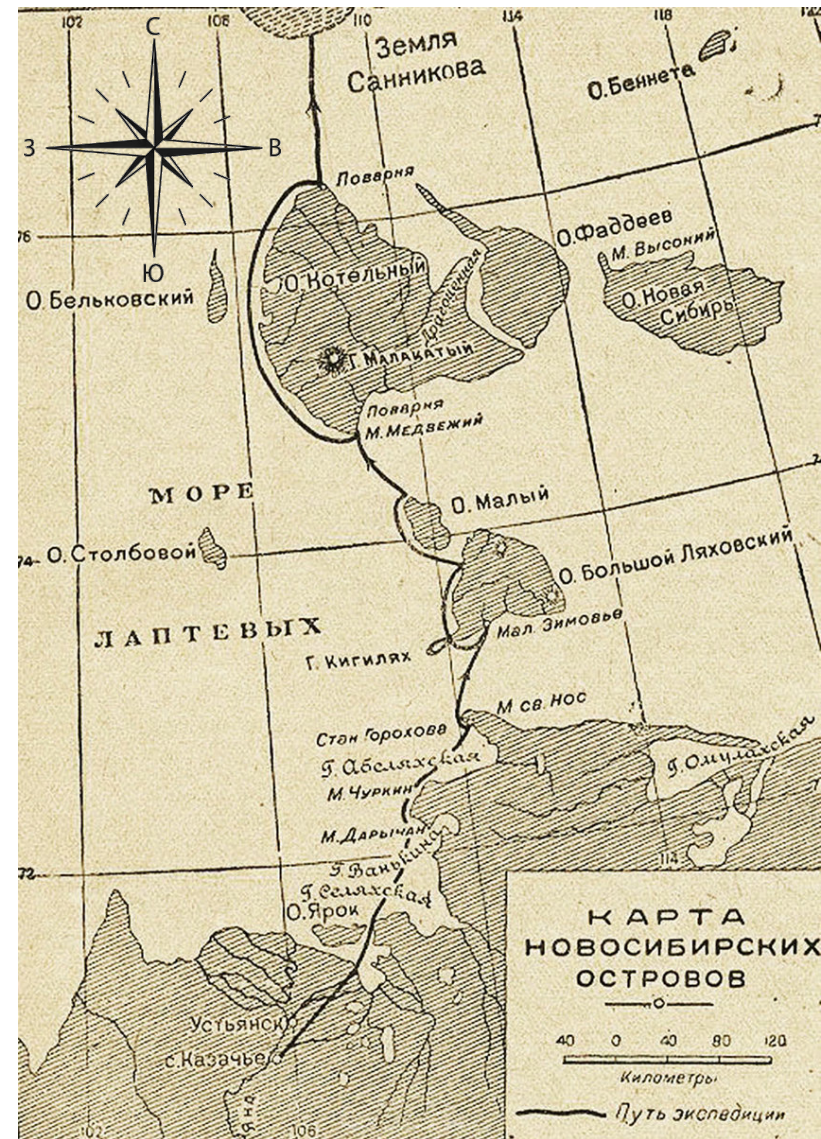 102
106
110
114
118
122
С
З
В
Ю
Земля
Санникова
О.Беннета
Поварня
76
О.Фаддеев
М. Высокий
О.Котельный
О.Бельковский
О.Новая
Сибирь
Драгоценная
Г. Малакатый
Поварня
М. Медвежий
МОРЕ
О. Малый
74
О.Столбовой
О. Большой Ляховский
ЛАПТЕВЫХ
Мал. Зимовье
Г. Кигилях
М св. Нос
Стан Горохова
Г. Абеляхская
Г. Омулахская
М. Чуркин
М. Дарычан
Г. Ванькина
72
114
Г. Селяхская
О. Ярок
Устьянск
с. Казачье
Яна
102
106
КАРТА
НОВОСИБИРСКИХ
ОСТРОВОВ
40 0 40 80 120
Километры
Путь экспедиции